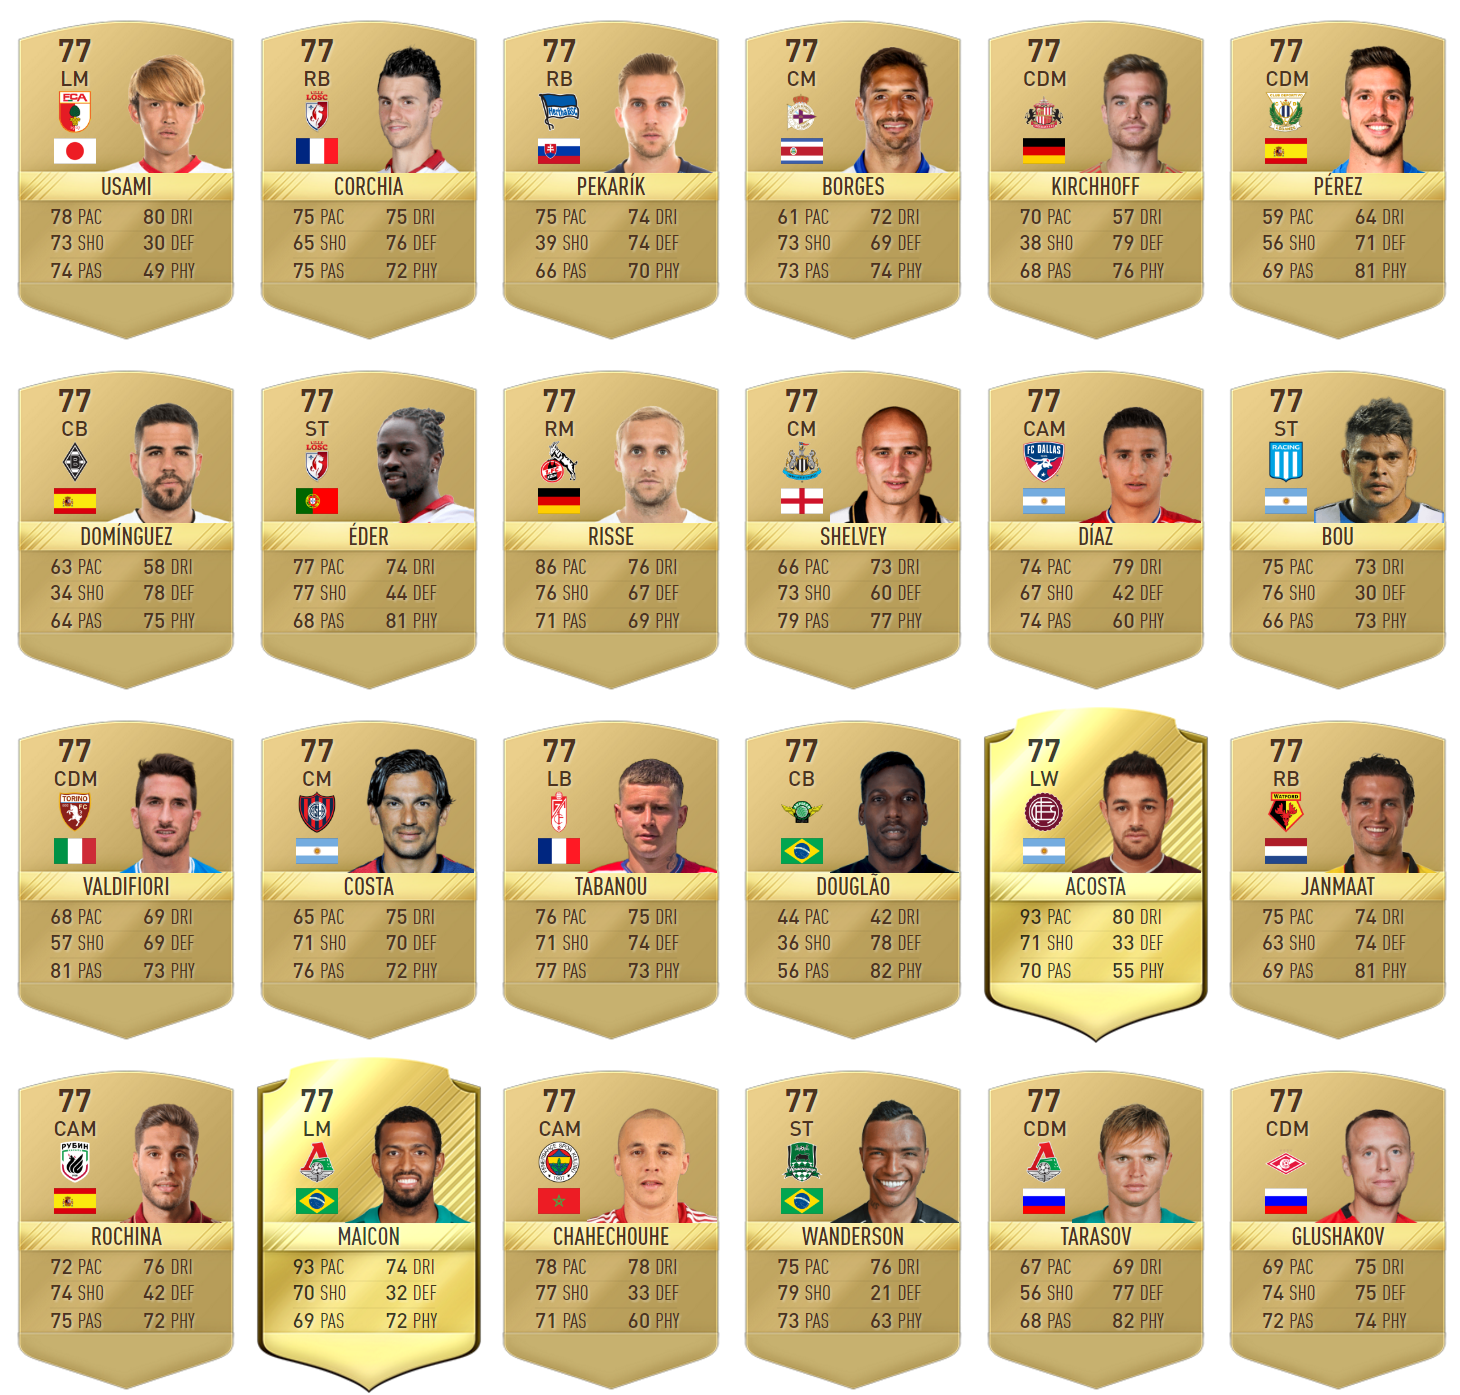 77
LM
FCA
USAMI
78 PAC 80 DRI
73 SHO 30 DEF
74 PAS 49 PHY
77
RB
LOSC
CORCHIA
75 PAC 75 DRI
65 SHO 76 DEF
75 PAS 72 PHY
77
RB
PEKARÍK
75 PAC 74 DRI
39 SHO 74 DEF
66 PAS 70 PHY
77
CM
BORGES
61 PAC 72 DRI
73 SHO 69 DEF
73 PAS 74 PHY
77
CDM
KIRCHHOFF
70 PAC 57 DRI
38 SHO 79 DEF
68 PAS 76 PHY
77
CDM
PÉREZ
59 PAC 64 DRI
56 SHO 71 DEF
69 PAS 81 PHY
77
CB
DOMÍNGUEZ
63 PAC 58 DRI
34 SHO 78 DEF
64 PAS 75 PHY
77
ST
LOSC
ÉDER
77 PAC 74 DRI
77 SHO 44 DEF
68 PAS 81 PHY
77
RM
RISSE
86 PAC 76 DRI
76 SHO 67 DEF
71 PAS 69 PHY
77
CM
SHELVEY
66 PAC 73 DRI
73 SHO 60 DEF
79 PAS 77 PHY
77
CAM
FC DALLAS
DÍAZ
74 PAC 79 DRI
67 SHO 42 DEF
74 PAS 60 PHY
77
ST
RACING
BOU
75 PAC 73 DRI
76 SHO 30 DEF
66 PAS 73 PHY
77
CDM
TORINO
FC
VALDIFIORI
68 PAC 69 DRI
57 SHO 69 DEF
81 PAS 73 PHY
77
CM
COSTA
65 PAC 75 DRI
71 SHO 70 DEF
76 PAS 72 PHY
77
LB
TABANOU
76 PAC 75 DRI
71 SHO 74 DEF
77 PAS 73 PHY
77
CB
DOUGLÃO
44 PAC 42 DRI
36 SHO 78 DEF
56 PAS 82 PHY
77
LW
ACOSTA
93 PAC 80 DRI
71 SHO 33 DEF
70 PAS 55 PHY
77
RB
WATFORD
JANMAAT
75 PAC 74 DRI
63 SHO 74 DEF
69 PAS 81 PHY
77
CAM
РУБИН
ROCHINA
72 PAC 76 DRI
74 SHO 42 DEF
75 PAS 72 PHY
77
LM
MAICON
93 PAC 74 DRI
70 SHO 32 DEF
69 PAS 72 PHY
77
CAM
CHAHECHOUHE
78 PAC 78 DRI
77 SHO 33 DEF
71 PAS 60 PHY
77
ST
WANDERSON
75 PAC 76 DRI
79 SHO 21 DEF
73 PAS 63 PHY
77
CDM
TARASOV
67 PAC 69 DRI
56 SHO 77 DEF
68 PAS 82 PHY
77
CDM
GLUSHAKOV
69 PAC 75 DRI
74 SHO 75 DEF
72 PAS 74 PHY